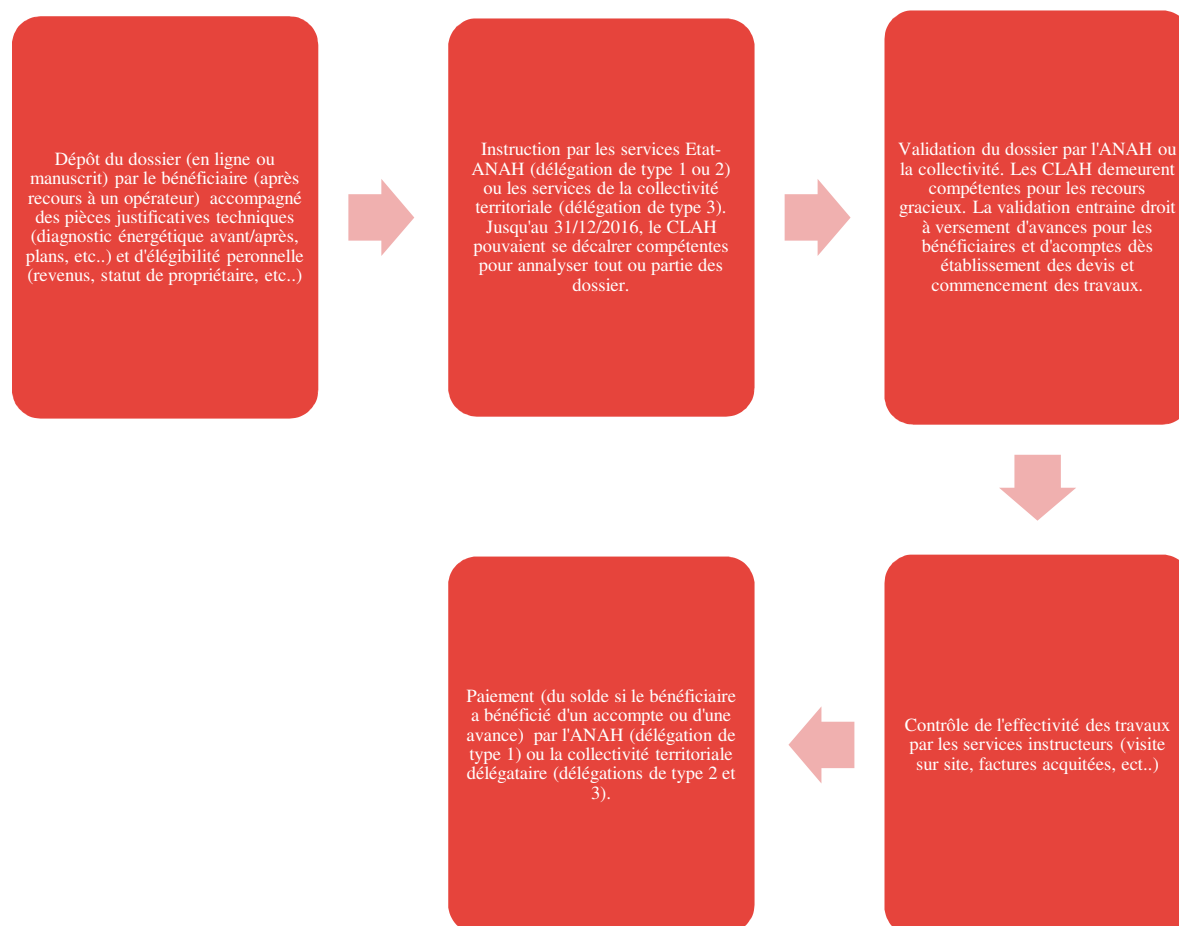 Dépôt du dossier (en ligne ou
manuscrit) par le bénéficiaire (après
recours à un opérateur) accompagné
des pièces justificatives techniques
(diagnostic énergétique avant/après,
plans, etc..) et d'élégibilité peronnelle
(revenus, statut de propriétaire, etc..)
Instruction par les services Etat-
ANAH (délégation de type 1 ou 2)
ou les services de la collectivité
territoriale (délégation de type 3).
Jusqu'au 31/12/2016, le CLAH
pouvaient se décalrer compétentes
pour annalyser tout ou partie des
dossier.
Validation du dossier par l'ANAH ou
la collectivité. Les CLAH demeurent
compétentes pour les recours
gracieux. La validation entraine droit
à versement d'avances pour les
bénéficiaires et d'acomptes dès
établissement des devis et
commencement des travaux.
Contrôle de l'effectivité des travaux
par les services instructeurs (visite
sur site, factures acquitées, ect..)
Paiement (du solde si le bénéficiaire
a bénéficié d'un accompte ou d'une
avance) par l'ANAH (délégation de
type 1) ou la collectivité territoriale
délégataire (délégations de type 2 et
3).